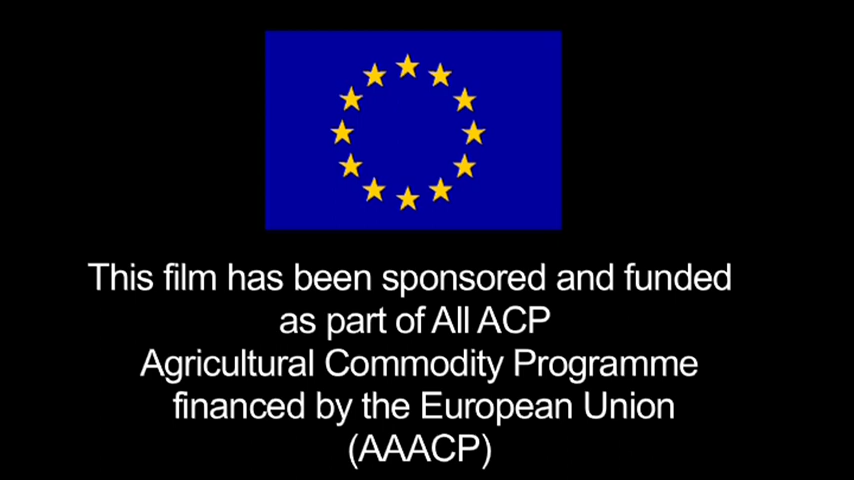 This film has been sponsored and funded
as part of All ACP
Agricultural Commodity Programme
financed by the European Union
(AAACP)